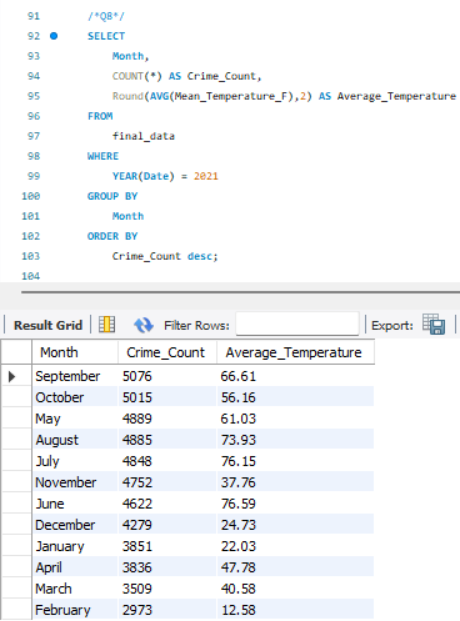 91 /*Q8*/
92 SELECT
93 Month,
94 COUNT(*) AS Crime_Count,
95 Round(AVG(Mean_Temperature_F),2) AS Average_Temperature
96 FROM
97 final_data
98 WHERE
99 YEAR(Date) = 2021
100 GROUP BY
101 Month
102 ORDER BY
103 Crime_Count desc;
104
Result Grid Filter Rows: Export:
Month Crime_Count Average_Temperature
September 5076 66.61
October 5015 56.16
May 4889 61.03
August 4885 73.93
July 4848 76.15
November 4752 37.76
June 4622 76.59
December 4279 24.73
January 3851 22.03
April 3836 47.78
March 3509 40.58
February 2973 12.58